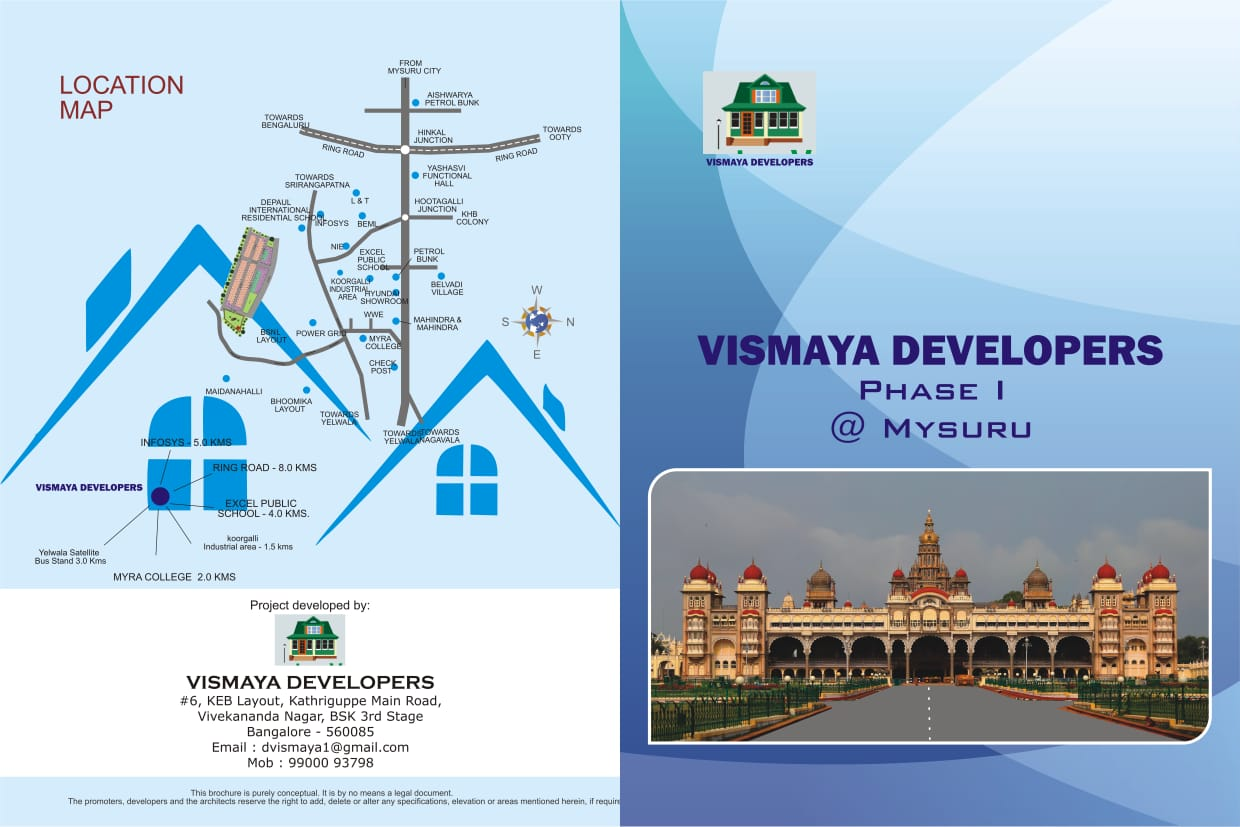 LOCATION
MAP
FROM
MYSURU CITY
AISHWARYA
PETROL BUNK
TOWARDS
BENGALURU
HINKAL
JUNCTION
TOWARDS
OOTY
RING ROAD
RING ROAD
YASHASVI
FUNCTIONAL
HALL
TOWARDS
SRIRANGAPATNA
L & T
DEPAUL
INTERNATIONAL
RESIDENTIAL SCHOOL
INFOSYS
BEML
HOOTAGALLI
JUNCTION
KHB
COLONY
NIE
EXCEL
PUBLIC
SCHOOL
PETROL
BUNK
KOORGALLI
INDUSTRIAL
AREA
HYUNDAI
SHOWROOM
BELVADI
VILLAGE
W
S
N
E
WWE
MAHINDRA &
MAHINDRA
BSNL
LAYOUT
POWER GRID
MYRA
COLLEGE
CHECK
POST
MAIDANAHALLI
BHOOMIKA
LAYOUT
TOWARDS
YELWALA
TOWARDS
YELWALA
TOWARDS
NAGAVALA
INFOSYS - 5.0 KMS
RING ROAD - 8.0 KMS
VISMAYA DEVELOPERS
EXCEL PUBLIC
SCHOOL - 4.0 KMS.
koorgalli
Industrial area - 1.5 kms
Yelwala Satellite
Bus Stand 3.0 Kms
MYRA COLLEGE 2.0 KMS
Project developed by:
VISMAYA DEVELOPERS
#6, KEB Layout, Kathriguppe Main Road,
Vivekananda Nagar, BSK 3rd Stage
Bangalore - 560085
Email : dvismaya1@gmail.com
Mob : 99000 93798
This brochure is purely conceptual. It is by no means a legal document.
The promoters, developers and the architects reserve the right to add, delete or alter any specifications, elevation or areas mentioned herein, if require
VISMAYA DEVELOPERS
VISMAYA DEVELOPERS
PHASE I
@ MYSURU